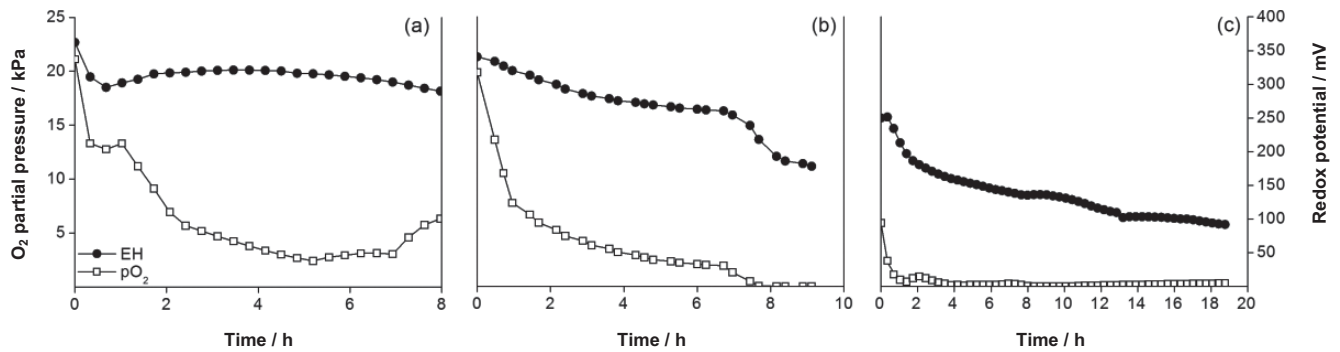 (a)
(b)
(c)
O₂ partial pressure / kPa
25
20
15
10
5
EH
pO₂
0 2 4 6 8
0 2 4 6 8 10
0 2 4 6 8 10 12 14 16 18 20
Time / h
Time / h
Time / h
400
350
300
250
200
150
100
50
Redox potential / mV